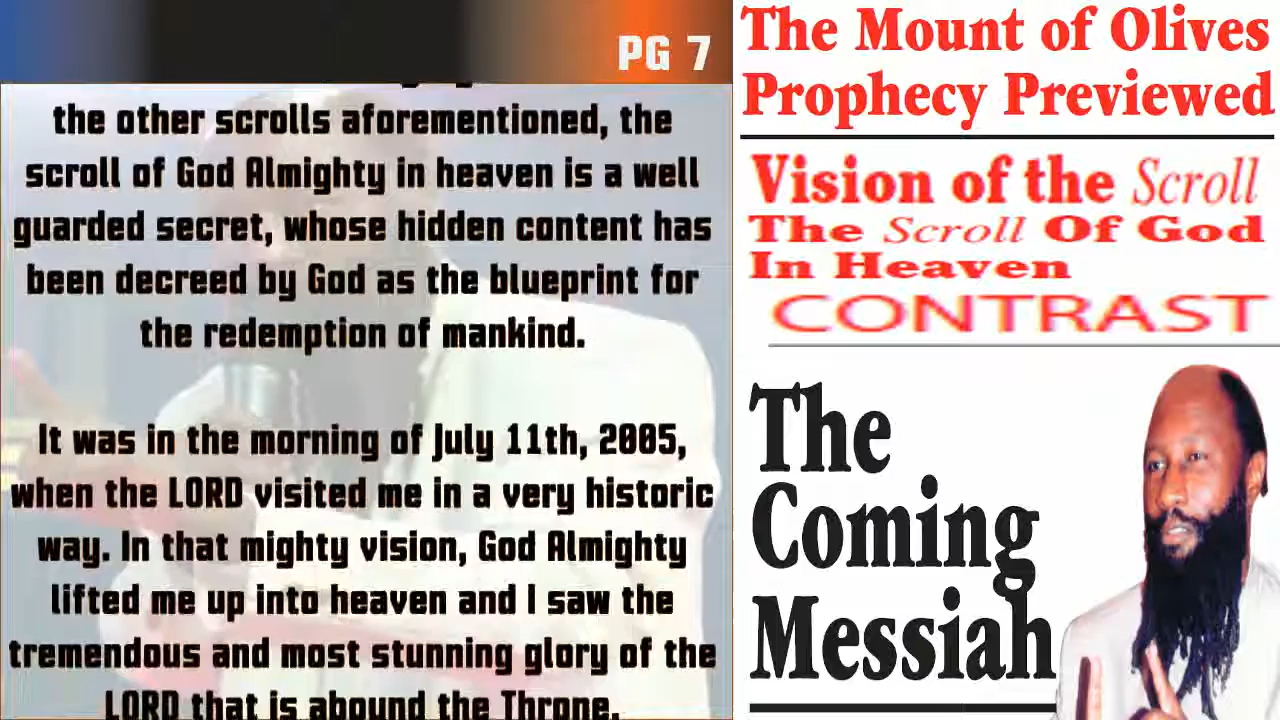 PG 7
the other scrolls aforementioned, the
scroll of God Almighty in heaven is a well
guarded secret, whose hidden content has
been decreed by God as the blueprint for
the redemption of mankind.
It was in the morning of July 11th, 2005,
when the LORD visited me in a very historic
way. In that mighty vision, God Almighty
lifted me up into heaven and I saw the
tremendous and most stunning glory of the
LORD that is abound the Throne.
The Mount of Olives
Prophecy Previewed
Vision of the Scroll
The Scroll Of God
In Heaven
CONTRAST
The
Coming
Messiah